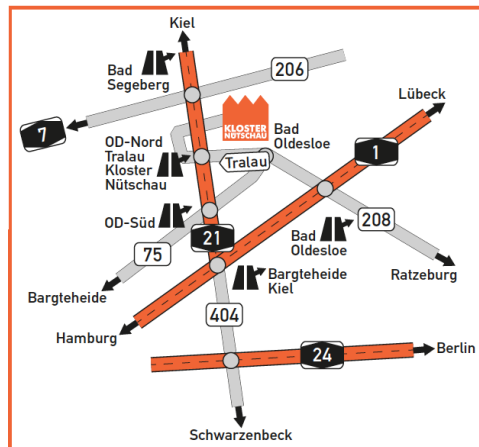 Kiel
Bad
Segeberg
206
Lübeck
7
KLOSTER
NÜTSCHAU
Bad
Oldesloe
1
OD-Nord
Tralau
Kloster
Nütschau
Tralau
OD-Süd
21
Bad
Oldesloe
208
75
Bargteheide
Kiel
Ratzeburg
Bargteheide
404
Hamburg
24
Berlin
Schwarzenbeck